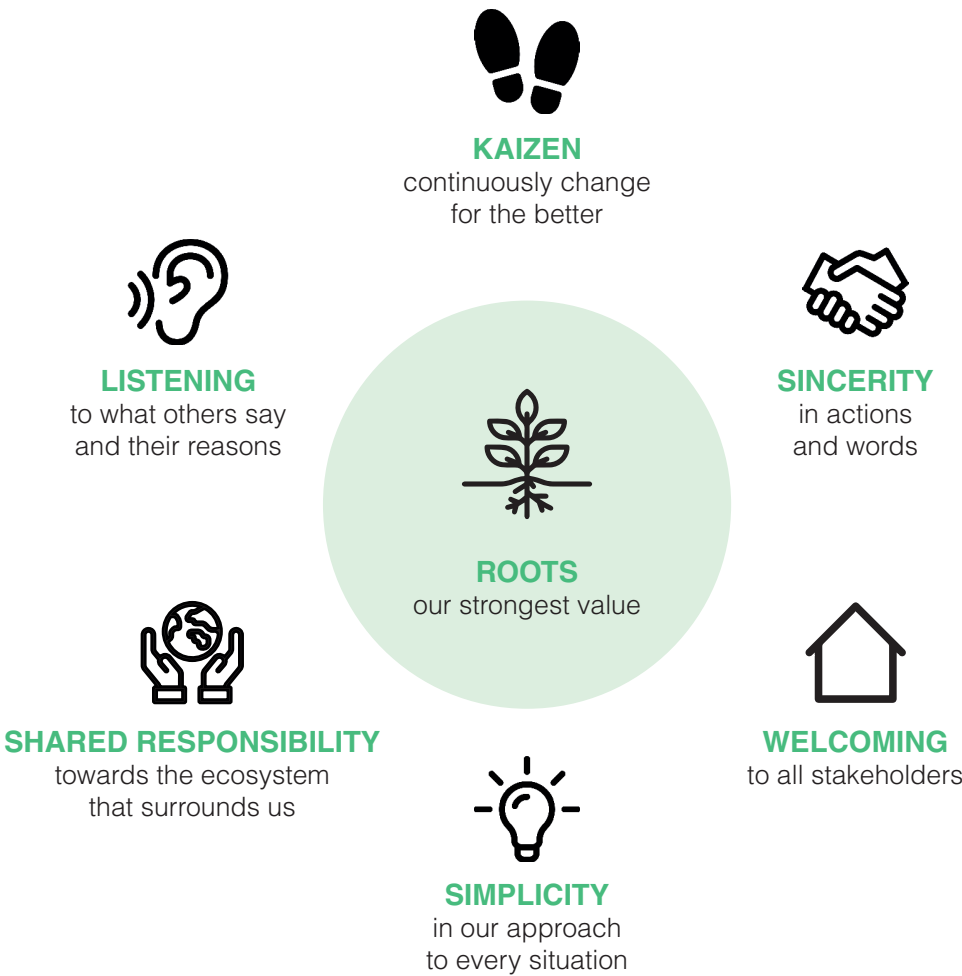 KAIZEN
continuously change
for the better
LISTENING
to what others say
and their reasons
SINCERITY
in actions
and words
ROOTS
our strongest value
SHARED RESPONSIBILITY
towards the ecosystem
that surrounds us
WELCOMING
to all stakeholders
SIMPLICITY
in our approach
to every situation